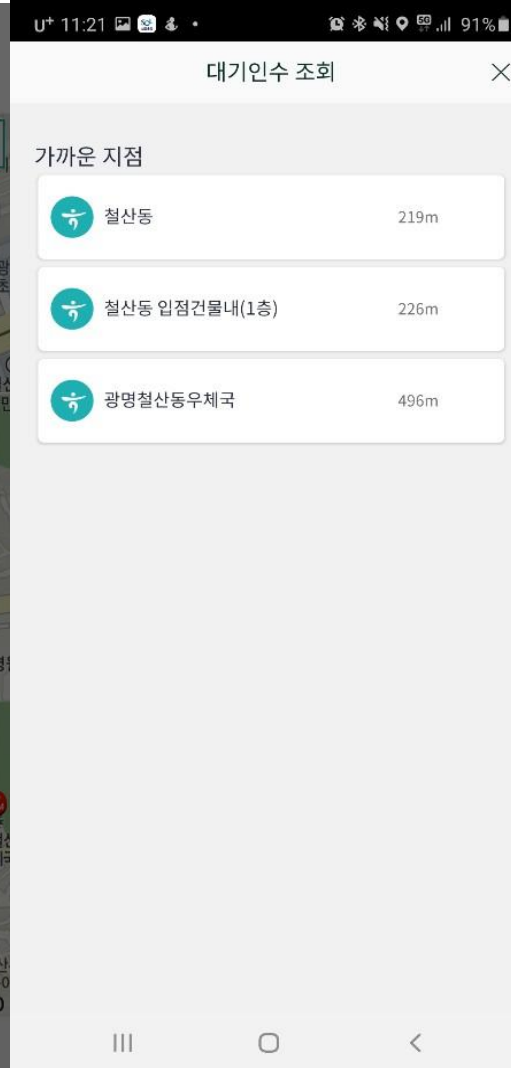 U+ 11:21 91%
대기인수 조회
가까운 지점
철산동 219m
철산동 입점건물내(1층) 226m
광명철산동우체국 496m